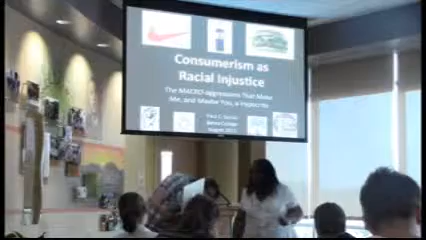 Consumerism as
Racial Injustice
The MACRO-aggressions That Make
Me, and Maybe You, a Hypocrite